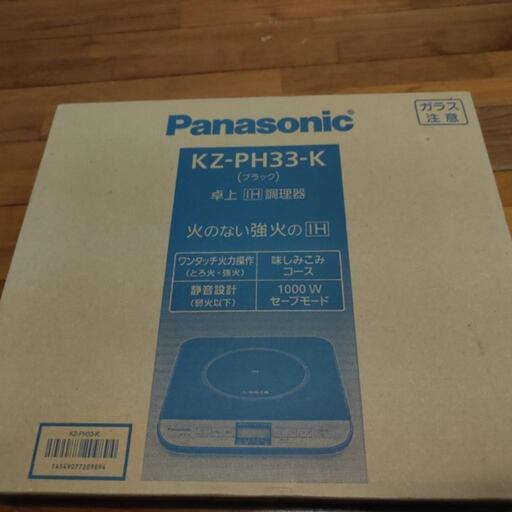 Panasonic
ガラス
注意
KZ-PH33-K
(ブラック)
卓上 IH 調理器
火のない強火の IH
ワンタッチ火力操作
(とろ火・強火)
味しみこみ
コース
静音設計
(弱火以下)
1000 W
セーブモード
Panasonic
KZ-PH33-K